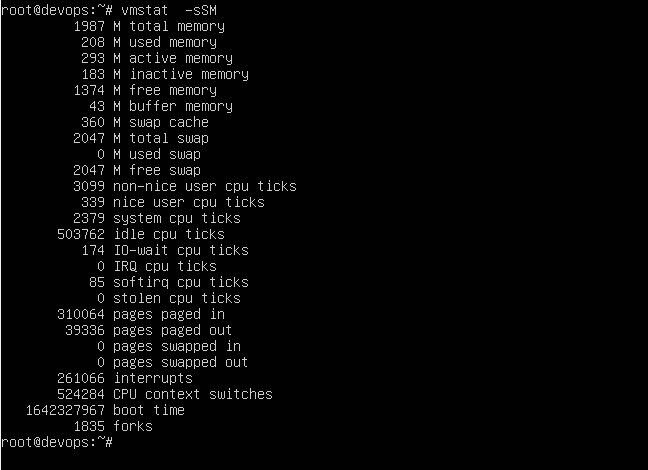 root@devops:~# vmstat  -sSM
1987 M total memory
208 M used memory
293 M active memory
183 M inactive memory
1374 M free memory
43 M buffer memory
360 M swap cache
2047 M total swap
0 M used swap
2047 M free swap
3099 non-nice user cpu ticks
339 nice user cpu ticks
2379 system cpu ticks
503762 idle cpu ticks
174 IO-wait cpu ticks
0 IRQ cpu ticks
85 softirq cpu ticks
0 stolen cpu ticks
310064 pages paged in
39336 pages paged out
0 pages swapped in
0 pages swapped out
261066 interrupts
524284 CPU context switches
1642327967 boot time
1835 forks
root@devops:~#